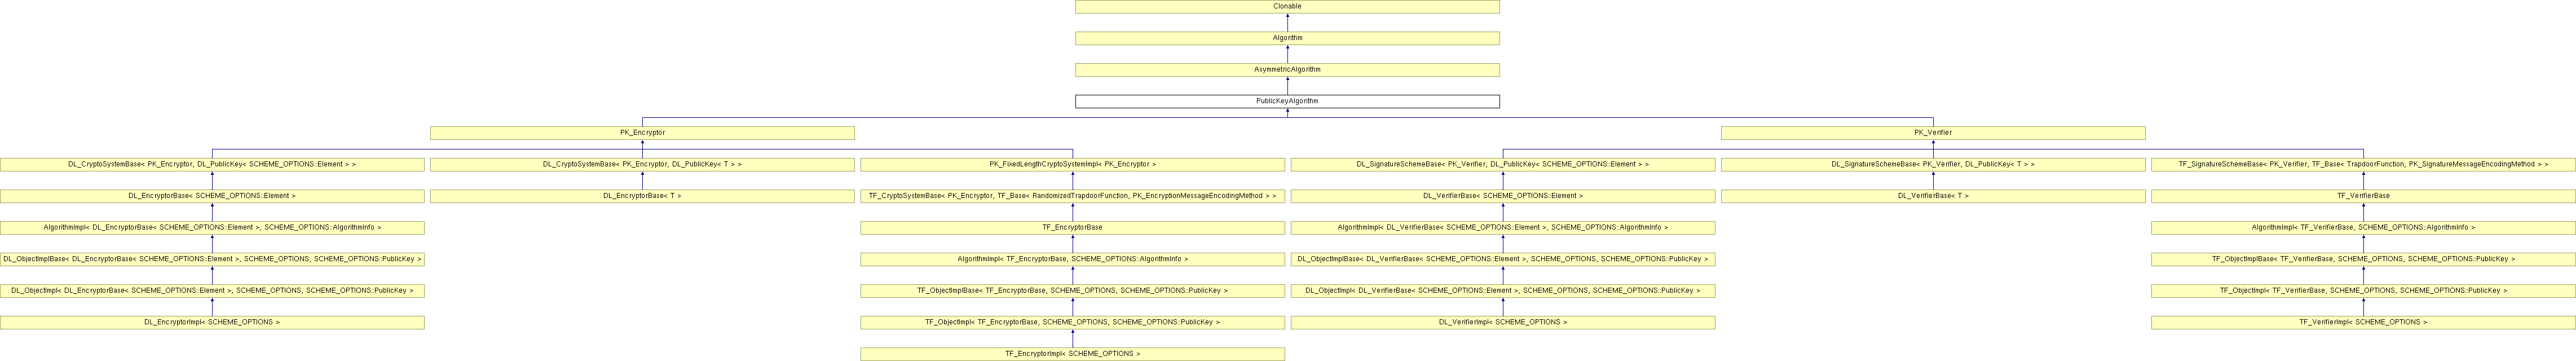 Clonable
Algorithm
AsymmetricAlgorithm
PublicKeyAlgorithm
PK_Encryptor
PK_Verifier
DL_CryptoSystemBase< PK_Encryptor, DL_PublicKey< SCHEME_OPTIONS::Element > >
DL_CryptoSystemBase< PK_Encryptor, DL_PublicKey< T > >
PK_FixedLengthCryptoSystemImpl< PK_Encryptor >
DL_SignatureSchemeBase< PK_Verifier, DL_PublicKey< SCHEME_OPTIONS::Element > >
DL_SignatureSchemeBase< PK_Verifier, DL_PublicKey< T > >
TF_SignatureSchemeBase< PK_Verifier, TF_Base< TrapdoorFunction, PK_SignatureMessageEncodingMethod > >
DL_EncryptorBase< SCHEME_OPTIONS::Element >
DL_EncryptorBase< T >
TF_CryptoSystemBase< PK_Encryptor, TF_Base< RandomizedTrapdoorFunction, PK_EncryptionMessageEncodingMethod > >
DL_VerifierBase< SCHEME_OPTIONS::Element >
DL_VerifierBase< T >
TF_VerifierBase
AlgorithmImpl< DL_EncryptorBase< SCHEME_OPTIONS::Element >, SCHEME_OPTIONS::AlgorithmInfo >
TF_EncryptorBase
AlgorithmImpl< DL_VerifierBase< SCHEME_OPTIONS::Element >, SCHEME_OPTIONS::AlgorithmInfo >
AlgorithmImpl< TF_VerifierBase, SCHEME_OPTIONS::AlgorithmInfo >
DL_ObjectImplBase< DL_EncryptorBase< SCHEME_OPTIONS::Element >, SCHEME_OPTIONS, SCHEME_OPTIONS::PublicKey >
AlgorithmImpl< TF_EncryptorBase, SCHEME_OPTIONS::AlgorithmInfo >
DL_ObjectImplBase< DL_VerifierBase< SCHEME_OPTIONS::Element >, SCHEME_OPTIONS, SCHEME_OPTIONS::PublicKey >
TF_ObjectImplBase< TF_VerifierBase, SCHEME_OPTIONS, SCHEME_OPTIONS::PublicKey >
DL_ObjectImpl< DL_EncryptorBase< SCHEME_OPTIONS::Element >, SCHEME_OPTIONS, SCHEME_OPTIONS::PublicKey >
TF_ObjectImplBase< TF_EncryptorBase, SCHEME_OPTIONS, SCHEME_OPTIONS::PublicKey >
DL_ObjectImpl< DL_VerifierBase< SCHEME_OPTIONS::Element >, SCHEME_OPTIONS, SCHEME_OPTIONS::PublicKey >
TF_ObjectImpl< TF_VerifierBase, SCHEME_OPTIONS, SCHEME_OPTIONS::PublicKey >
DL_EncryptorImpl< SCHEME_OPTIONS >
TF_ObjectImpl< TF_EncryptorBase, SCHEME_OPTIONS, SCHEME_OPTIONS::PublicKey >
DL_VerifierImpl< SCHEME_OPTIONS >
TF_VerifierImpl< SCHEME_OPTIONS >
TF_EncryptorImpl< SCHEME_OPTIONS >